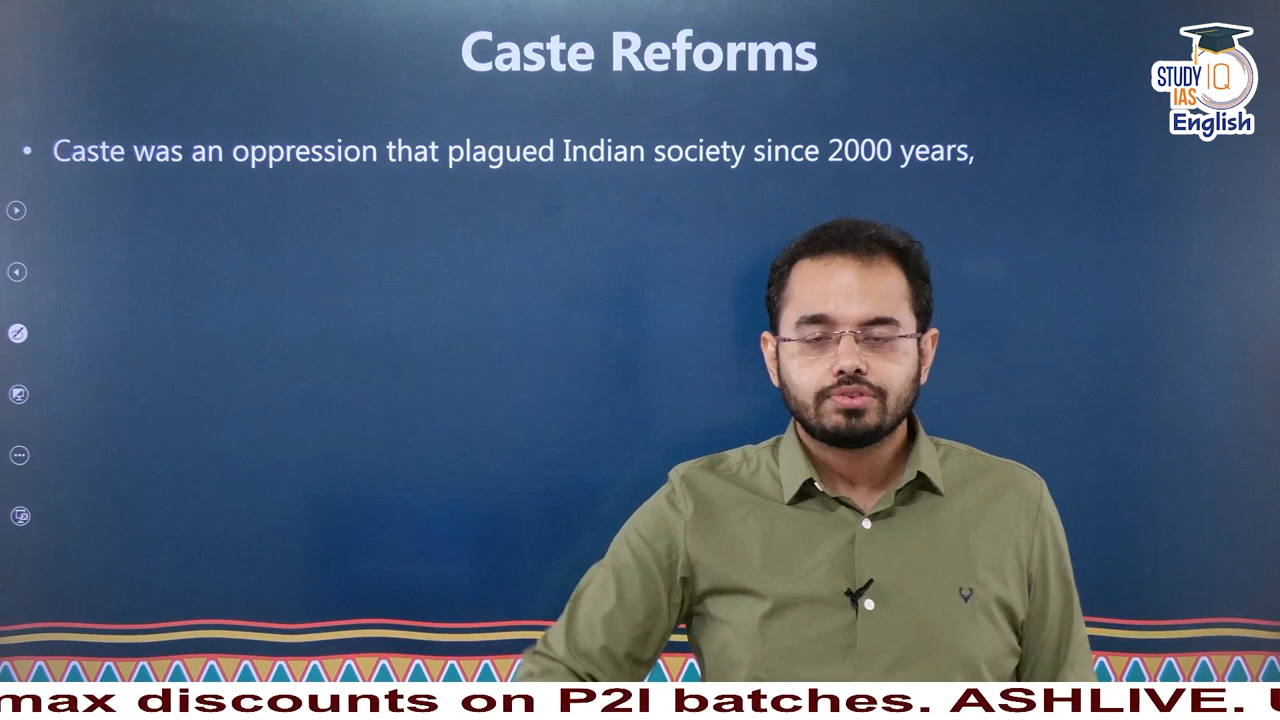 Caste Reforms
STUDY IQ
IAS
English
• Caste was an oppression that plagued Indian society since 2000 years,
max discounts on P2I batches. ASHLIVE. U